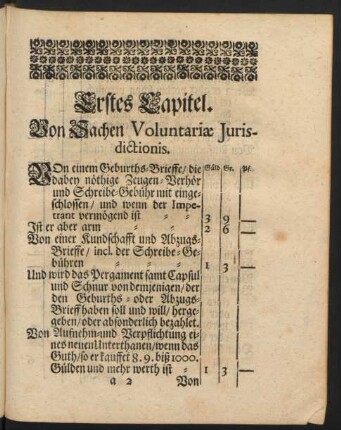 Erstes Capitel.
Von Sachen Voluntariæ Juris-
dictionis.
VOn einem Geburths-Brieffe/ die Güld. Gr. Pf.
dabey nöthige Zeugen-Verhör
und Schreibe-Gebühr mit einge-
schlossen/ und wenn der Impe-
trant vermögend ist 3 9 —
Ist er aber arm 2 6 —
Von einer Kundschafft und Abzugs-
Brieffe/ incl. der Schreibe-Ge-
bühren 1 3 —
Und wird das Pergament samt Capsul
und Schnur von demjenigen/ der
den Geburths- oder Abzugs-
Brieff haben soll und will/ herge-
geben/ oder absonderlich bezahlet.
Von Aufnehm- und Verpflichtung ei-
nes neuen Unterthanen/ wenn das
Guth/ so er kauffet 8. 9. biß 1000.
Gülden und mehr werth ist 1 3 —
a 2 Von